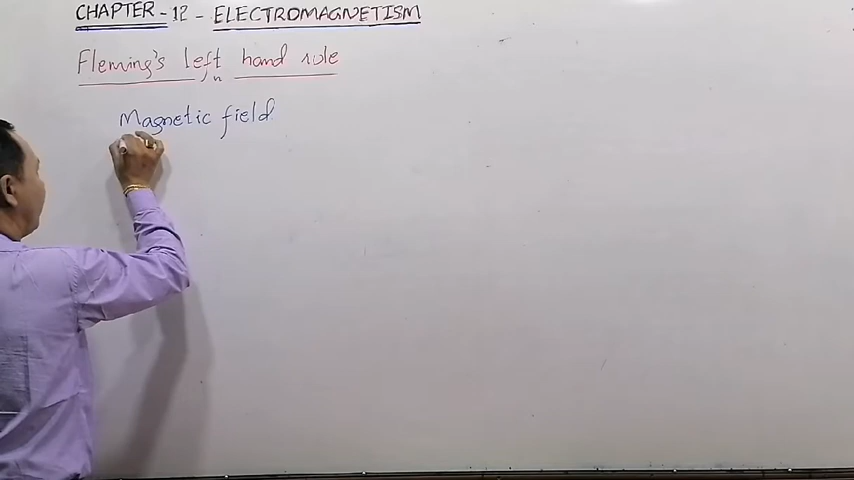 CHAPTER-12 - ELECTROMAGNETISM
Fleming's left hand rule
Magnetic field